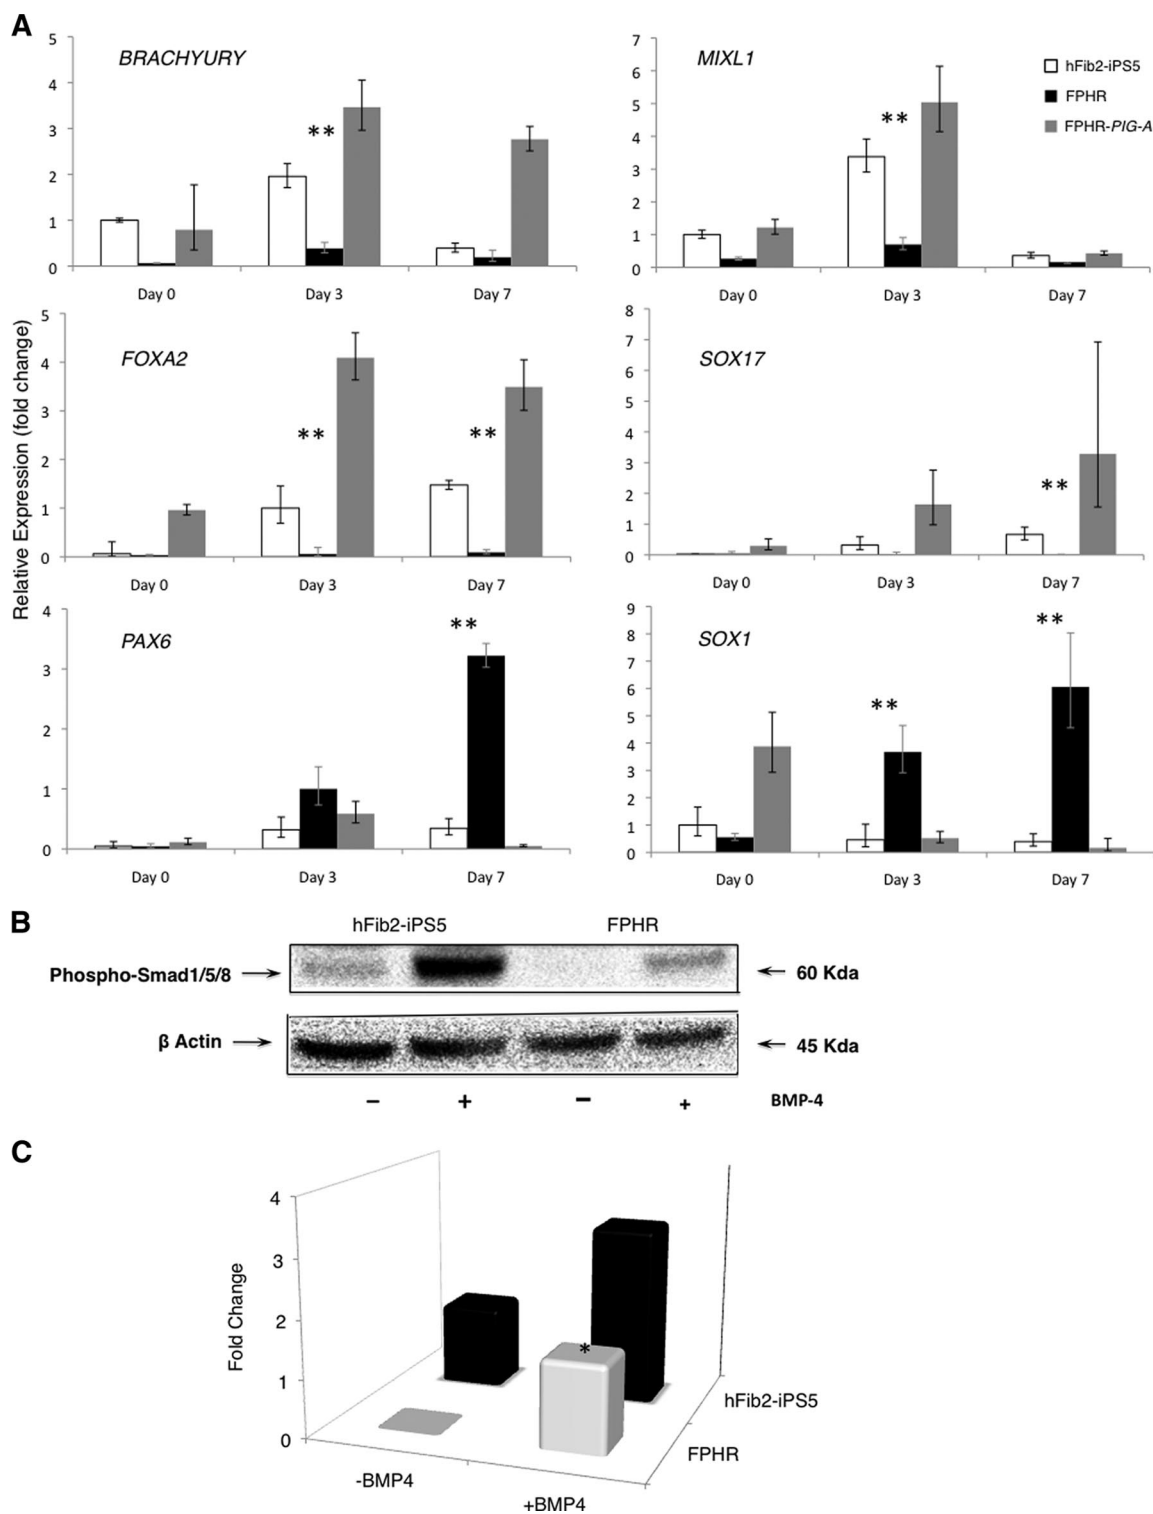 A
BRACHYURY
5
4
3
2
1
0
**
Day 0
Day 3
Day 7
MIXL1
7
6
5
4
3
2
1
0
**
Day 0
Day 3
Day 7
hFib2-iPS5
FPHR
FPHR-PIG-A
Relative Expression (fold change)
FOXA2
5
4
3
2
1
0
**
**
Day 0
Day 3
Day 7
SOX17
8
7
6
5
4
3
2
1
0
**
Day 0
Day 3
Day 7
PAX6
4
3
2
1
0
**
Day 0
Day 3
Day 7
SOX1
9
8
7
6
5
4
3
2
1
0
**
**
Day 0
Day 3
Day 7
B
hFib2-iPS5 FPHR
Phospho-Smad1/5/8
60 Kda
β Actin
45 Kda
− + − + BMP-4
C
Fold Change
4
3
2
1
0
*
-BMP4
+BMP4
FPHR
hFib2-iPS5